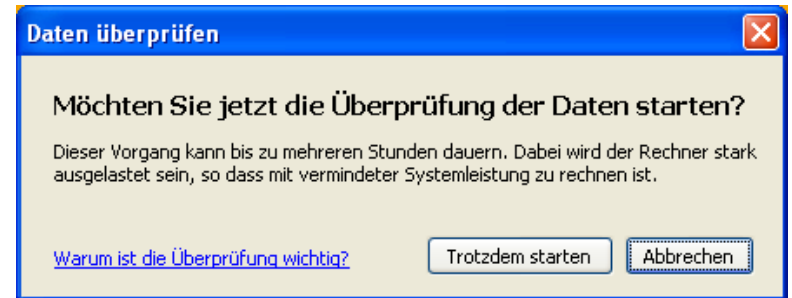 Daten überprüfen
Möchten Sie jetzt die Überprüfung der Daten starten?
Dieser Vorgang kann bis zu mehreren Stunden dauern. Dabei wird der Rechner stark
ausgelastet sein, so dass mit vermindeter Systemleistung zu rechnen ist.
Warum ist die Überprüfung wichtig?
Trotzdem starten
Abbrechen